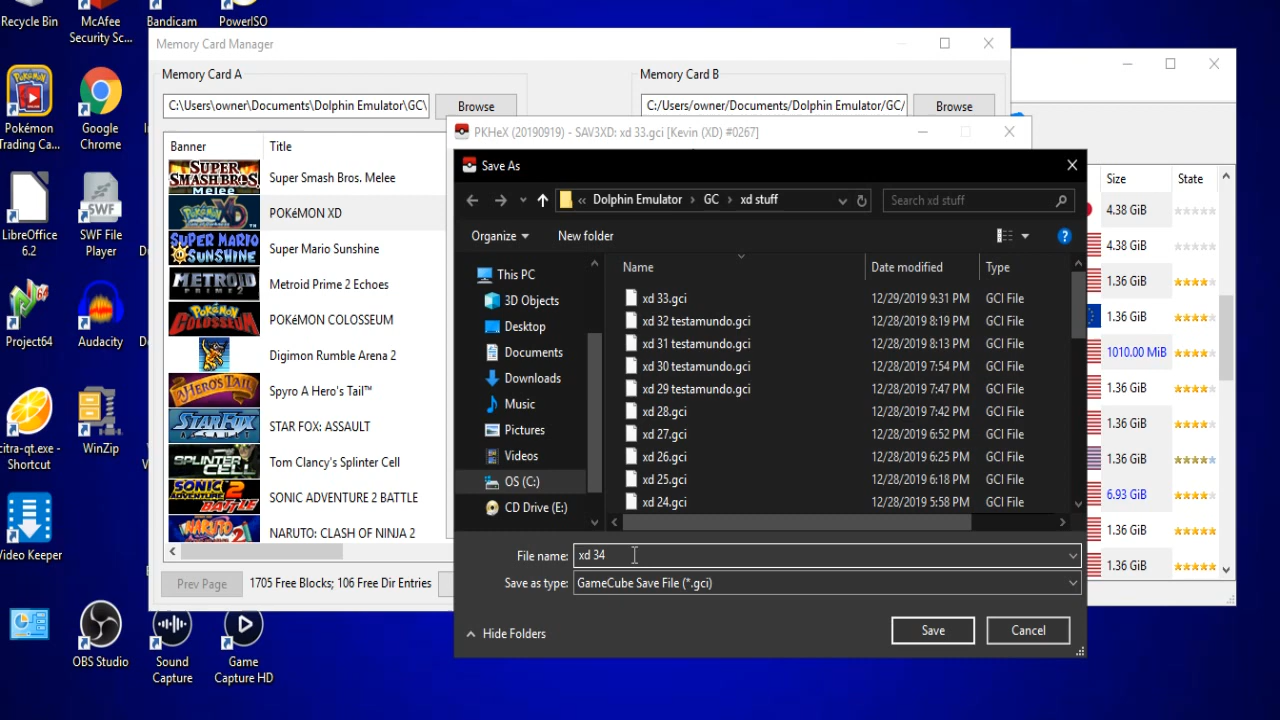 Recycle Bin
McAfee
Security Sc...
Bandicam
PowerISO
Pokémon
Trading Ca...
Google
Chrome
LibreOffice
6.2
SWF File
Player
Project64
Audacity
citra-qt.exe -
Shortcut
WinZip
Video Keeper
OBS Studio
Sound
Capture
Game
Capture HD
Memory Card Manager
Memory Card A
Memory Card B
C:\Users\owner\Documents\Dolphin Emulator\GC\
Browse
C:/Users/owner/Documents/Dolphin Emulator/GC/
Browse
Banner
Title
Super Smash Bros. Melee
POKéMON XD
Super Mario Sunshine
Metroid Prime 2 Echoes
POKéMON COLOSSEUM
Digimon Rumble Arena 2
Spyro A Hero's Tail™
STAR FOX: ASSAULT
Tom Clancy's Splinter Cell
SONIC ADVENTURE 2 BATTLE
NARUTO: CLASH OF NINJA 2
Prev Page
1705 Free Blocks; 106 Free Dir Entries
PKHeX (20190919) - SAV3XD: xd 33.gci [Kevin (XD) #0267]
Save As
« Dolphin Emulator > GC > xd stuff
Search xd stuff
Organize
New folder
This PC
3D Objects
Desktop
Documents
Downloads
Music
Pictures
Videos
OS (C:)
CD Drive (E:)
Name Date modified Type
xd 33.gci 12/29/2019 9:31 PM GCI File
xd 32 testamundo.gci 12/28/2019 8:19 PM GCI File
xd 31 testamundo.gci 12/28/2019 8:13 PM GCI File
xd 30 testamundo.gci 12/28/2019 7:54 PM GCI File
xd 29 testamundo.gci 12/28/2019 7:47 PM GCI File
xd 28.gci 12/28/2019 7:42 PM GCI File
xd 27.gci 12/28/2019 6:52 PM GCI File
xd 26.gci 12/28/2019 6:25 PM GCI File
xd 25.gci 12/28/2019 6:18 PM GCI File
xd 24.gci 12/28/2019 5:58 PM GCI File
File name: xd 34
Save as type: GameCube Save File (*.gci)
Hide Folders
Save
Cancel
Size State
4.38 GiB
4.38 GiB
1.36 GiB
1.36 GiB
1010.00 MiB
1.36 GiB
1.36 GiB
1.36 GiB
6.93 GiB
1.36 GiB
1.36 GiB